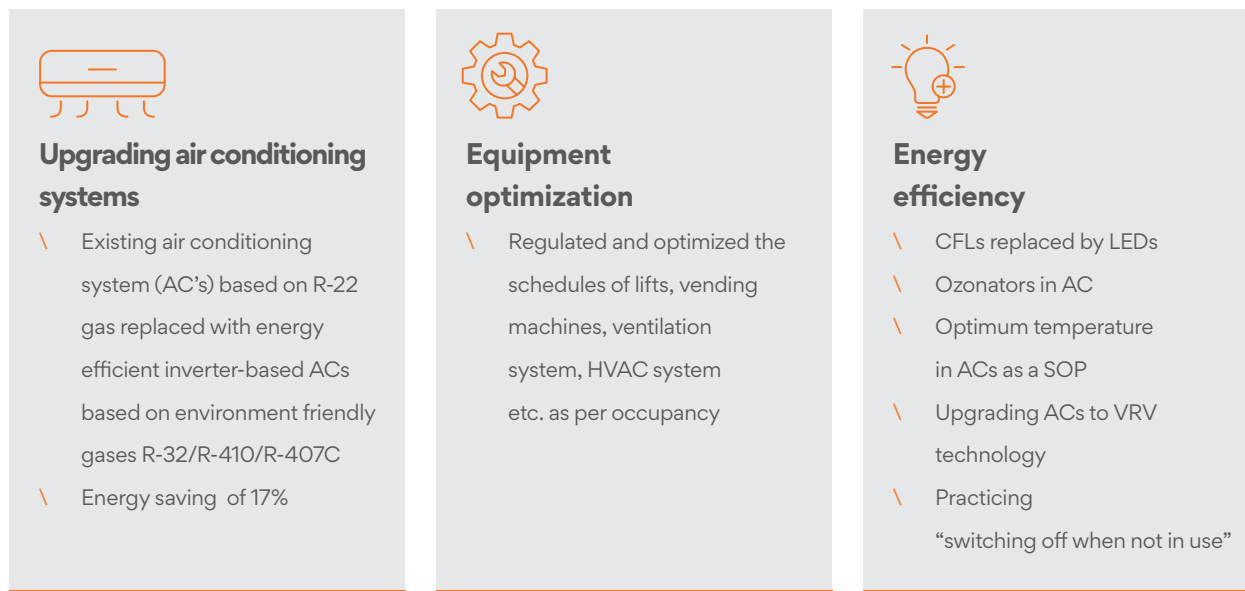 Upgrading air conditioning
systems
\ Existing air conditioning
system (AC’s) based on R-22
gas replaced with energy
efficient inverter-based ACs
based on environment friendly
gases R-32/R-410/R-407C
\ Energy saving  of 17%
Equipment
optimization
\ Regulated and optimized the
schedules of lifts, vending
machines, ventilation
system, HVAC system
etc. as per occupancy
Energy
efficiency
\ CFLs replaced by LEDs
\ Ozonators in AC
\ Optimum temperature
in ACs as a SOP
\ Upgrading ACs to VRV
technology
\ Practicing
“switching off when not in use”